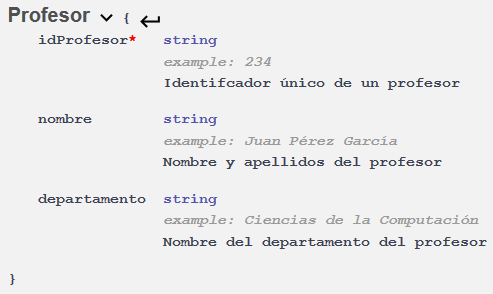 Profesor {
idProfesor* string
example: 234
Identifcador único de un profesor
nombre string
example: Juan Pérez García
Nombre y apellidos del profesor
departamento string
example: Ciencias de la Computación
Nombre del departamento del profesor
}